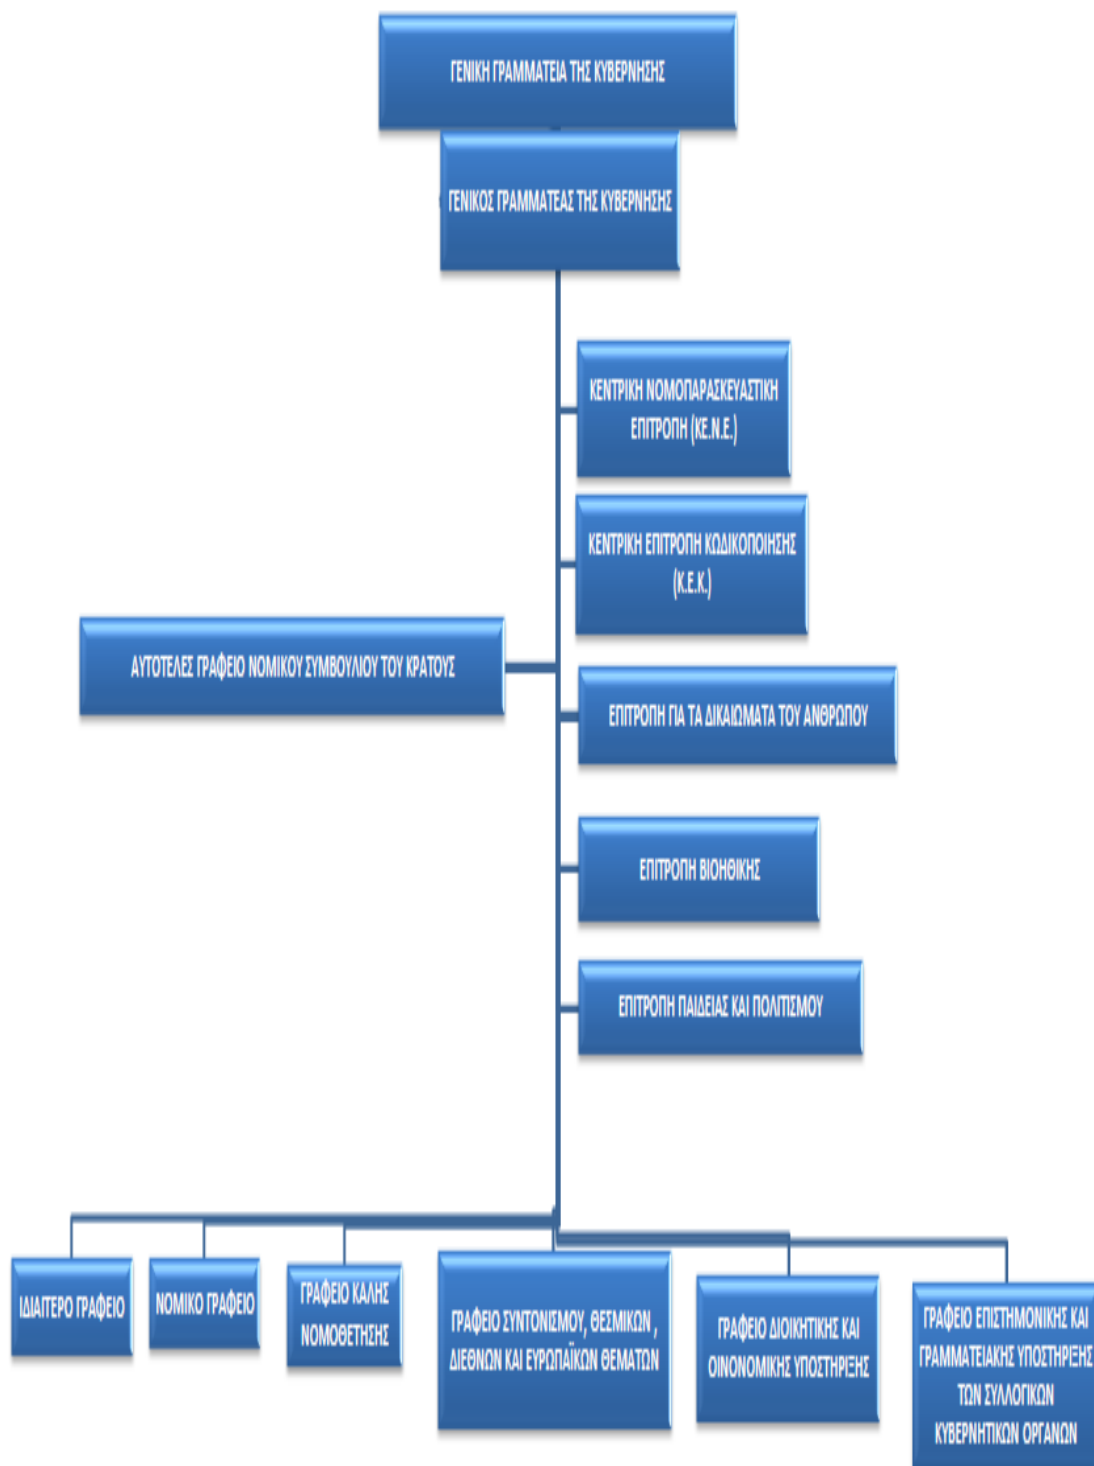 ΓΕΝΙΚΗ ΓΡΑΜΜΑΤΕΙΑ ΤΗΣ ΚΥΒΕΡΝΗΣΗΣ
ΓΕΝΙΚΟΣ ΓΡΑΜΜΑΤΕΑΣ ΤΗΣ ΚΥΒΕΡΝΗΣΗΣ
ΚΕΝΤΡΙΚΗ ΝΟΜΟΠΑΡΑΣΚΕΥΑΣΤΙΚΗ
ΕΠΙΤΡΟΠΗ (ΚΕ.Ν.Ε.)
ΚΕΝΤΡΙΚΗ ΕΠΙΤΡΟΠΗ ΚΩΔΙΚΟΠΟΙΗΣΗΣ
(Κ.Ε.Κ.)
ΑΥΤΟΤΕΛΕΣ ΓΡΑΦΕΙΟ ΝΟΜΙΚΟΥ ΣΥΜΒΟΥΛΙΟΥ ΤΟΥ ΚΡΑΤΟΥΣ
ΕΠΙΤΡΟΠΗ ΓΙΑ ΤΑ ΔΙΚΑΙΩΜΑΤΑ ΤΟΥ ΑΝΘΡΩΠΟΥ
ΕΠΙΤΡΟΠΗ ΒΙΟΗΘΙΚΗΣ
ΕΠΙΤΡΟΠΗ ΠΑΙΔΕΙΑΣ ΚΑΙ ΠΟΛΙΤΙΣΜΟΥ
ΙΔΙΑΙΤΕΡΟ ΓΡΑΦΕΙΟ
ΝΟΜΙΚΟ ΓΡΑΦΕΙΟ
ΓΡΑΦΕΙΟ ΚΑΛΗΣ
ΝΟΜΟΘΕΤΗΣΗΣ
ΓΡΑΦΕΙΟ ΣΥΝΤΟΝΙΣΜΟΥ, ΘΕΣΜΙΚΩΝ ,
ΔΙΕΘΝΩΝ ΚΑΙ ΕΥΡΩΠΑΪΚΩΝ ΘΕΜΑΤΩΝ
ΓΡΑΦΕΙΟ ΔΙΟΙΚΗΤΙΚΗΣ ΚΑΙ
ΟΙΝΟΝΟΜΙΚΗΣ ΥΠΟΣΤΗΡΙΞΗΣ
ΓΡΑΦΕΙΟ ΕΠΙΣΤΗΜΟΝΙΚΗΣ ΚΑΙ
ΓΡΑΜΜΑΤΕΙΑΚΗΣ ΥΠΟΣΤΗΡΙΞΗΣ
ΤΩΝ ΣΥΛΛΟΓΙΚΩΝ
ΚΥΒΕΡΝΗΤΙΚΩΝ ΟΡΓΑΝΩΝ